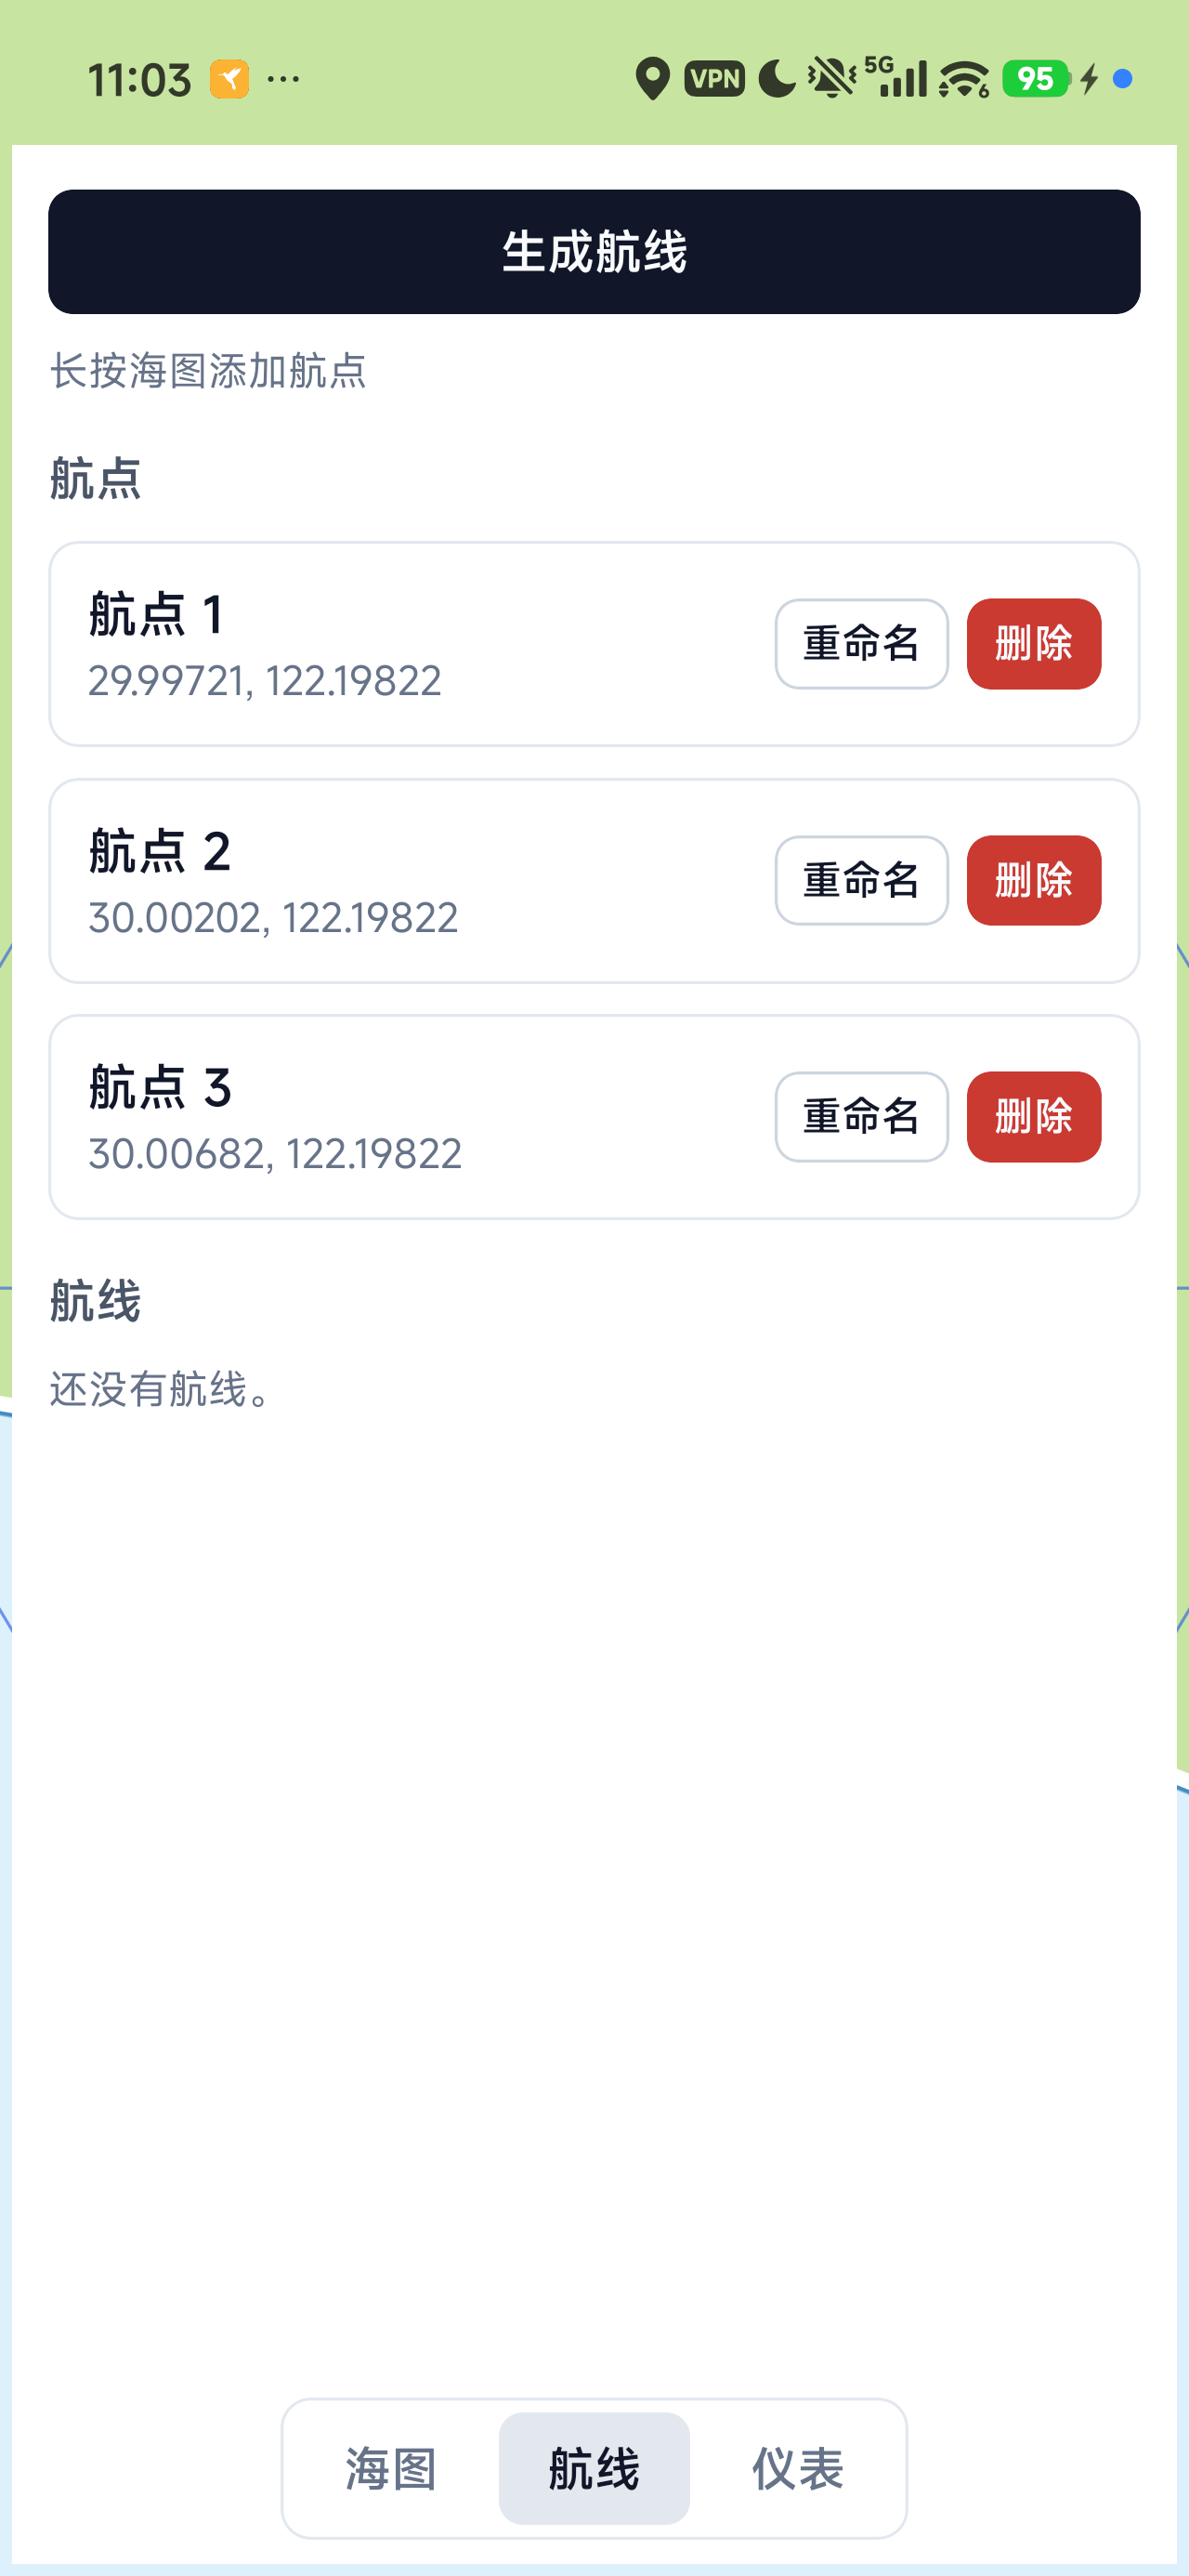 11:03 ...
VPN 5G 6 95
生成航线
长按海图添加航点
航点
航点 1
29.99721, 122.19822
重命名 删除
航点 2
30.00202, 122.19822
重命名 删除
航点 3
30.00682, 122.19822
重命名 删除
航线
还没有航线。
海图 航线 仪表